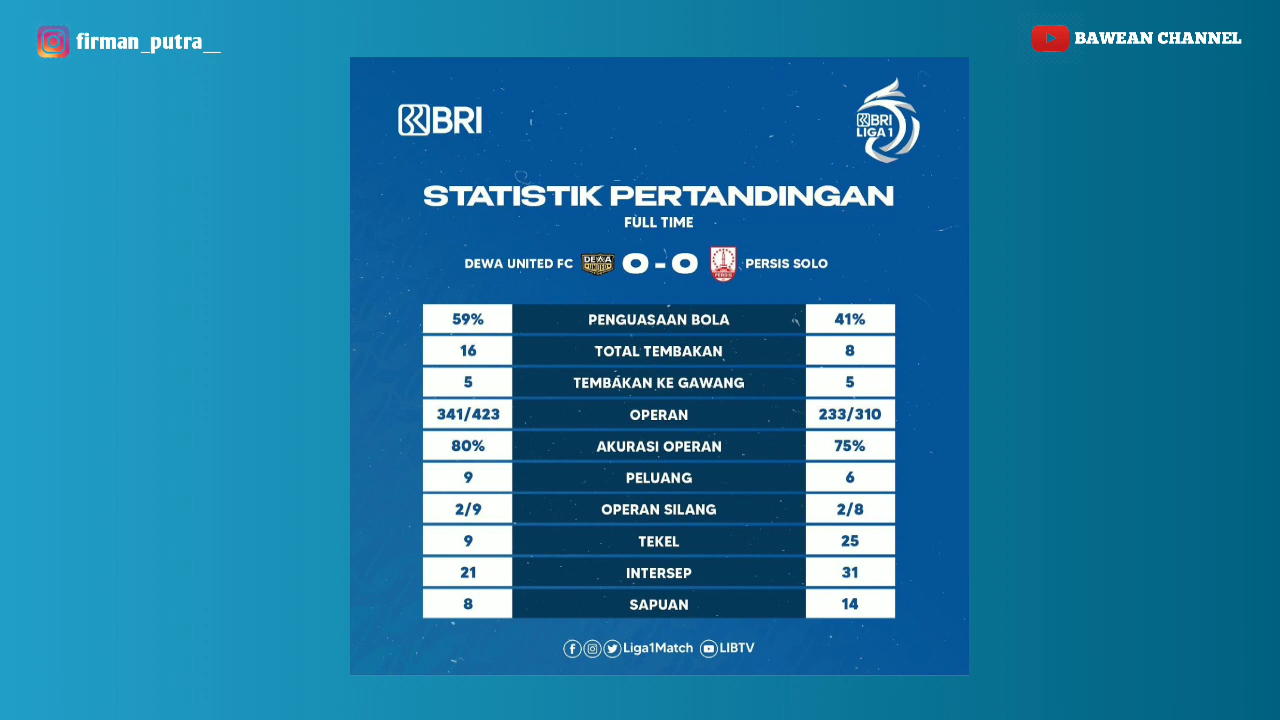 firman_putra__
BAWEAN CHANNEL
BRI
BRI
LIGA 1
STATISTIK PERTANDINGAN
FULL TIME
DEWA UNITED FC DEWA UNITED 0 - 0 PERSIS PERSIS SOLO
59% PENGUASAAN BOLA 41%
16 TOTAL TEMBAKAN 8
5 TEMBAKAN KE GAWANG 5
341/423 OPERAN 233/310
80% AKURASI OPERAN 75%
9 PELUANG 6
2/9 OPERAN SILANG 2/8
9 TEKEL 25
21 INTERSEP 31
8 SAPUAN 14
Liga1Match LIBTV